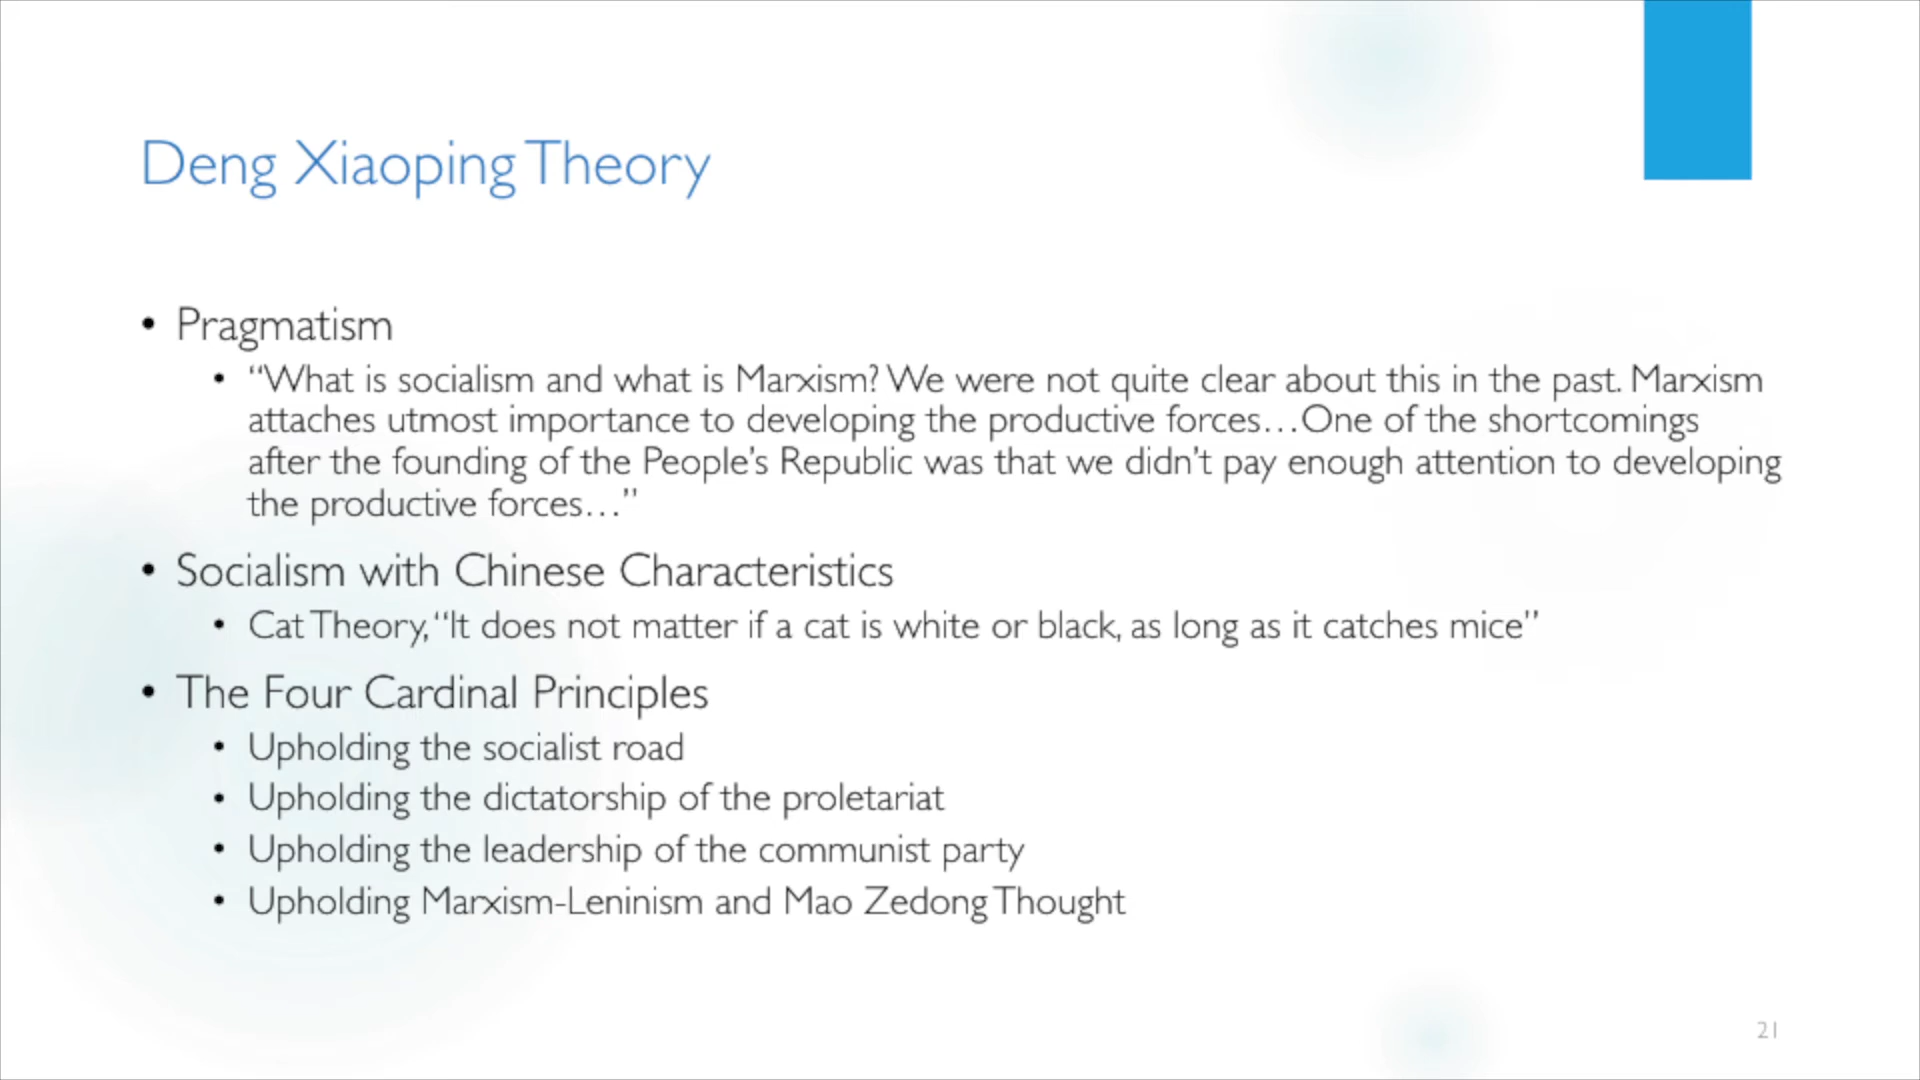 Deng Xiaoping Theory
• Pragmatism
• “What is socialism and what is Marxism? We were not quite clear about this in the past. Marxism
attaches utmost importance to developing the productive forces…One of the shortcomings
after the founding of the People’s Republic was that we didn’t pay enough attention to developing
the productive forces…”
• Socialism with Chinese Characteristics
• Cat Theory, “It does not matter if a cat is white or black, as long as it catches mice”
• The Four Cardinal Principles
• Upholding the socialist road
• Upholding the dictatorship of the proletariat
• Upholding the leadership of the communist party
• Upholding Marxism-Leninism and Mao Zedong Thought
21